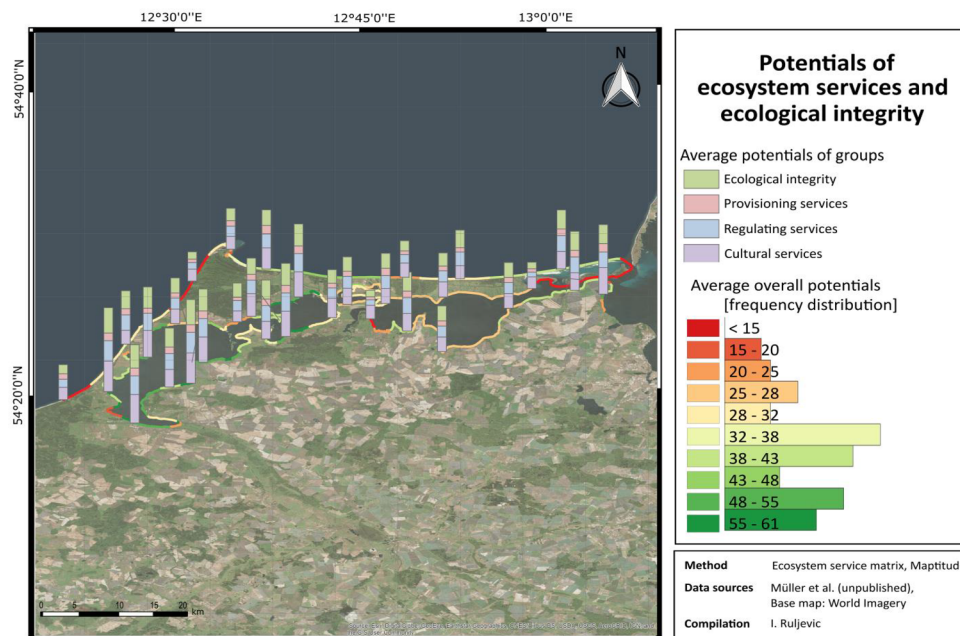 12°30'0''E 12°45'0''E 13°0'0''E
54°40'0''N
54°20'0''N
N
0 5 10 15 20
km
Potentials of
ecosystem services and
ecological integrity
Average potentials of groups
Ecological integrity
Provisioning services
Regulating services
Cultural services
Average overall potentials
[frequency distribution]
< 15
15 - 20
20 - 25
25 - 28
28 - 32
32 - 38
38 - 43
43 - 48
48 - 55
55 - 61
Method Ecosystem service matrix, Maptitud
Data sources Müller et al. (unpublished),
Base map: World Imagery
Compilation I. Ruljevic